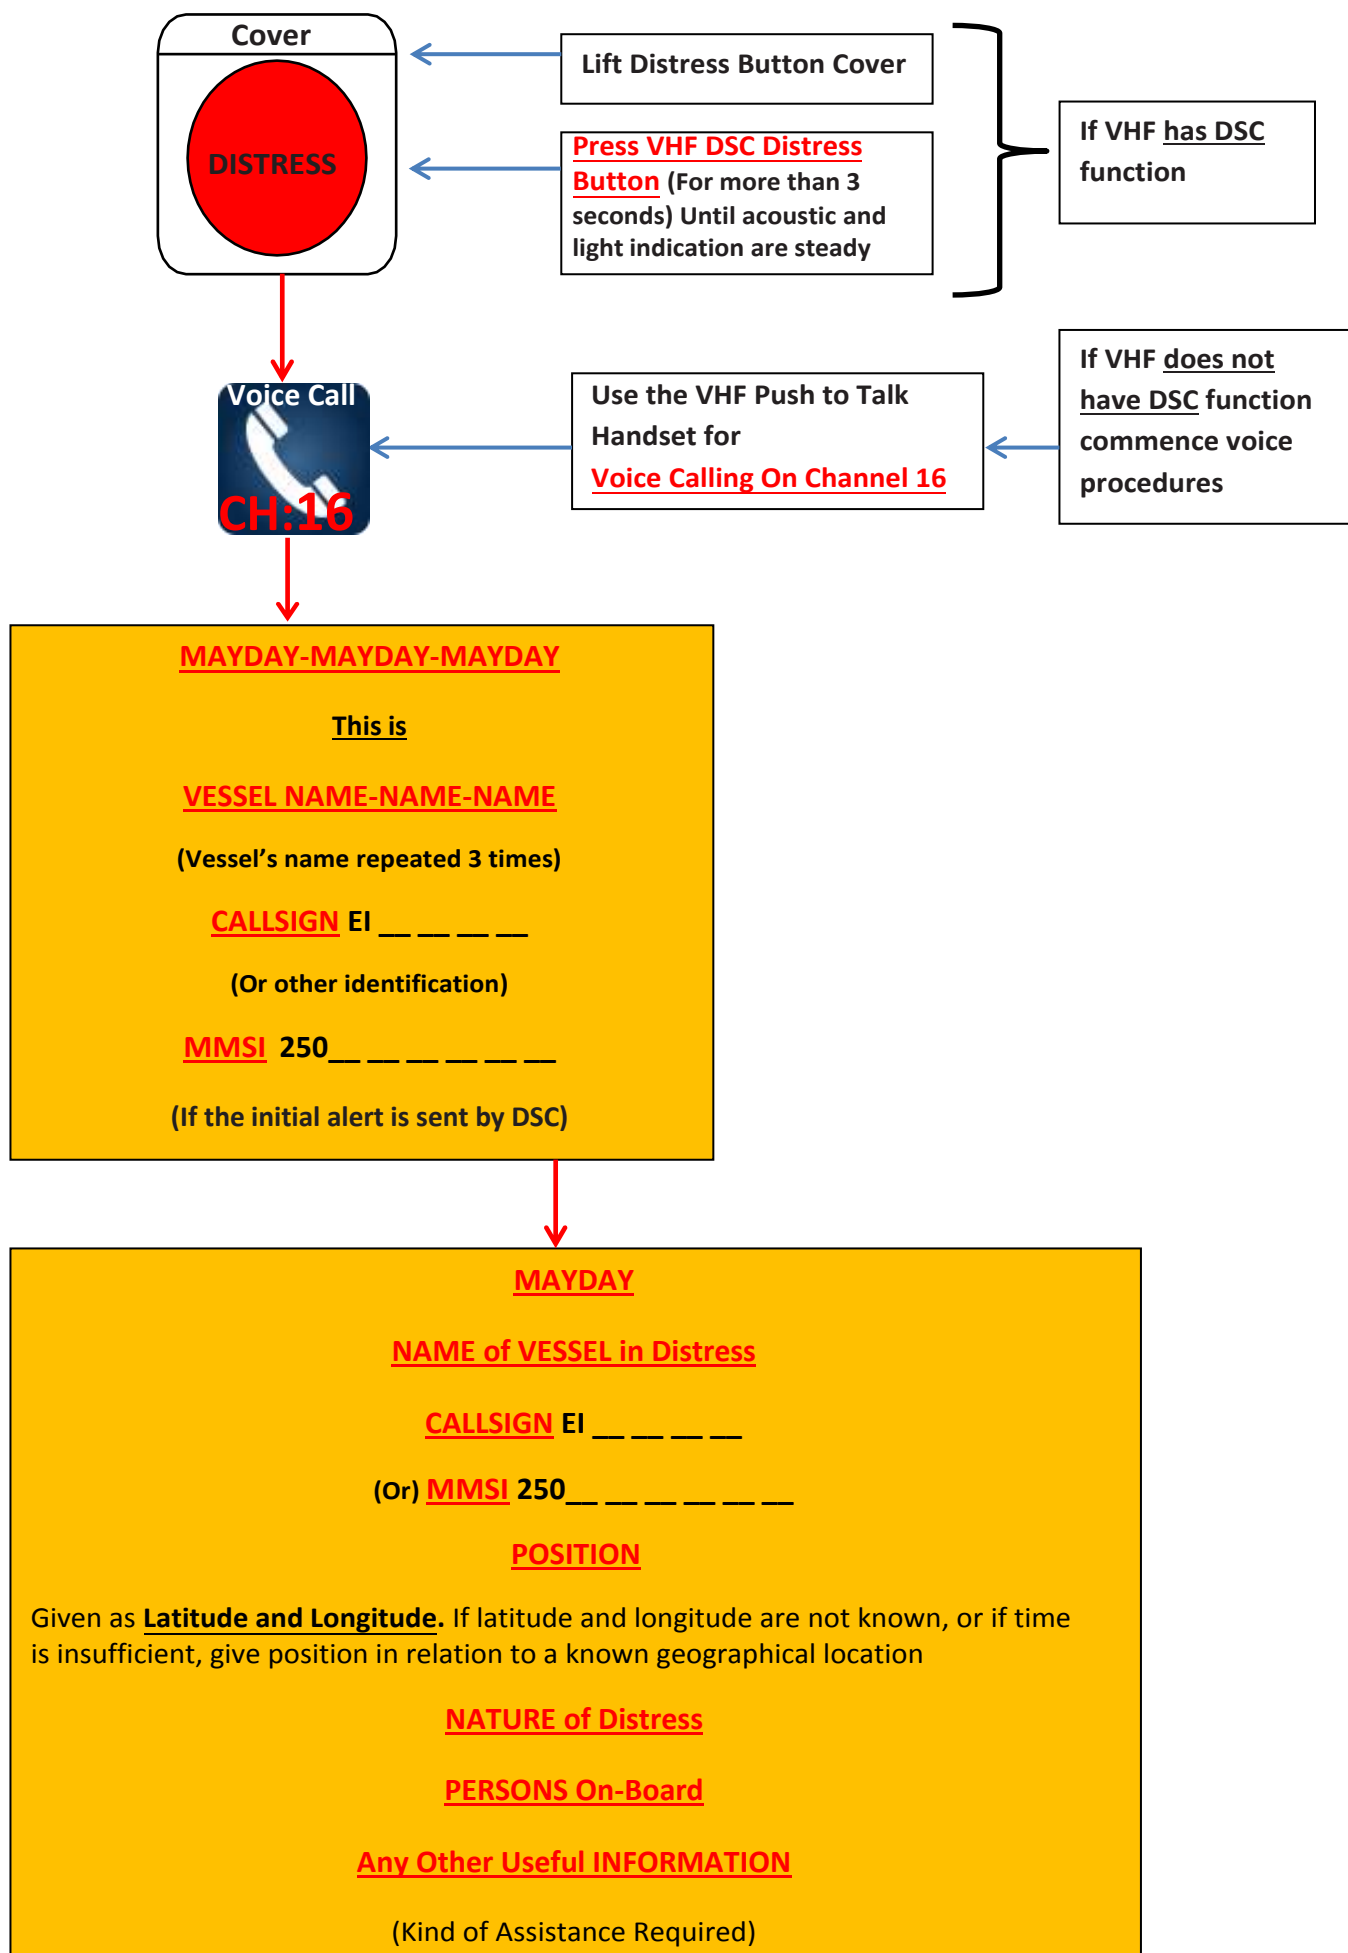 Cover
DISTRESS
Lift Distress Button Cover
Press VHF DSC Distress
Button (For more than 3
seconds) Until acoustic and
light indication are steady
If VHF has DSC
function
Voice Call
CH:16
Use the VHF Push to Talk
Handset for
Voice Calling On Channel 16
If VHF does not
have DSC function
commence voice
procedures
MAYDAY-MAYDAY-MAYDAY
This is
VESSEL NAME-NAME-NAME
(Vessel's name repeated 3 times)
CALLSIGN EI __ __ __ __
(Or other identification)
MMSI 250__ __ __ __ __ __
(If the initial alert is sent by DSC)
MAYDAY
NAME of VESSEL in Distress
CALLSIGN EI __ __ __ __
(Or) MMSI 250__ __ __ __ __ __
POSITION
Given as Latitude and Longitude. If latitude and longitude are not known, or if time
is insufficient, give position in relation to a known geographical location
NATURE of Distress
PERSONS On-Board
Any Other Useful INFORMATION
(Kind of Assistance Required)